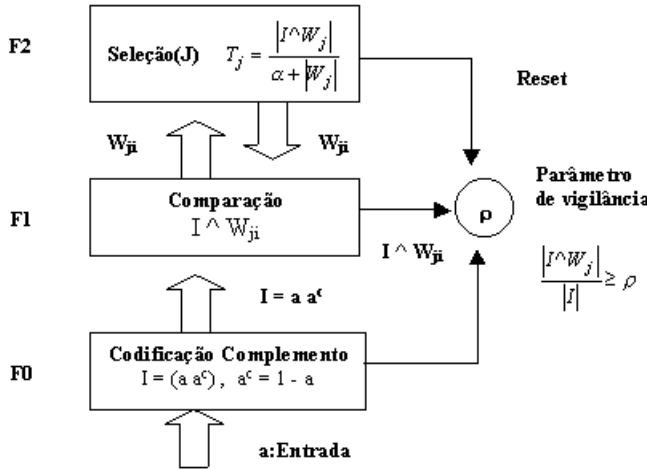 F2
Seleção(J) T_j = |I^W_j| / (α + |W_j|)
Reset
W_ji
W_ji
Parâmetro
de vigilância
F1
Comparação
I ^ W_ji
ρ
I ^ W_ji
|I^W_j| / |I| ≥ ρ
I = a a^c
F0
Codificação Complemento
I = (a a^c) , a^c = 1 - a
a:Entrada